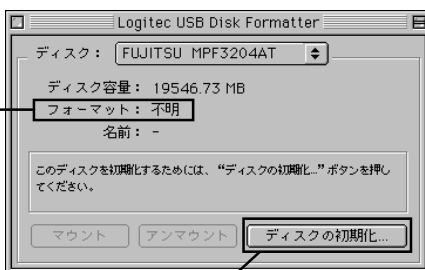 Logitec USB Disk Formatter
ディスク： FUJITSU MPF3204AT
ディスク容量： 19546.73 MB
フォーマット： 不明
名前： -
このディスクを初期化するためには、“ディスクの初期化...”ボタンを押し
てください。
マウント アンマウント ディスクの初期化...